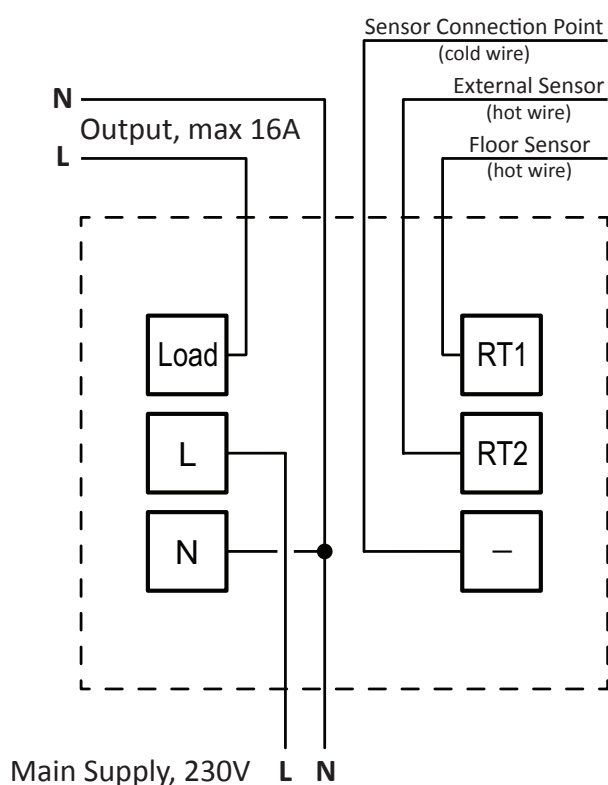 Sensor Connection Point
(cold wire)
External Sensor
(hot wire)
Floor Sensor
(hot wire)
N
Output, max 16A
L
Load
RT1
L
RT2
N
–
Main Supply, 230V L N